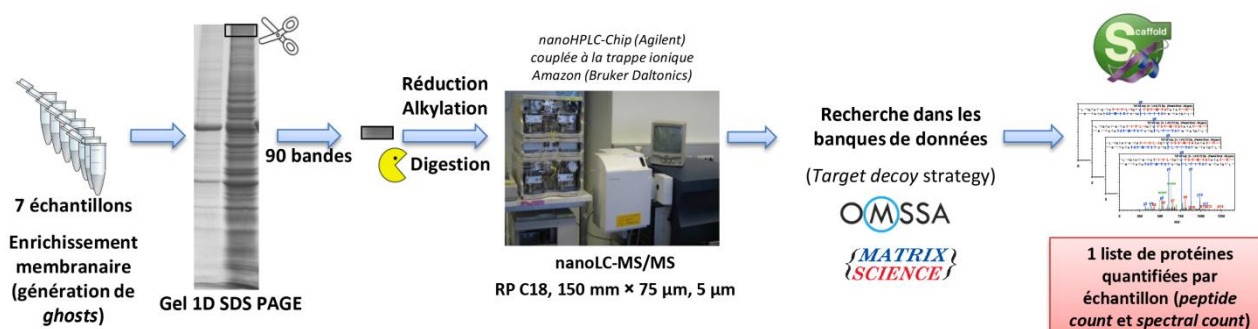 7 échantillons
Enrichissement
membranaire
(génération de
ghosts)
Gel 1D SDS PAGE
90 bandes
Réduction
Alkylation
Digestion
nanoHPLC-Chip (Agilent)
couplée à la trappe ionique
Amazon (Bruker Daltonics)
nanoLC-MS/MS
RP C18, 150 mm × 75 µm, 5 µm
Recherche dans les
banques de données
(Target decoy strategy)
OMSSA
{MATRIX
{SCIENCE}
Scaffold
1 liste de protéines
quantifiées par
échantillon (peptide
count et spectral count)